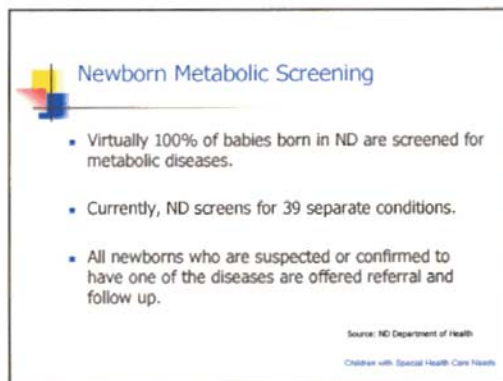 Newborn Metabolic Screening
▪ Virtually 100% of babies born in ND are screened for
metabolic diseases.
▪ Currently, ND screens for 39 separate conditions.
▪ All newborns who are suspected or confirmed to
have one of the diseases are offered referral and
follow up.
Source: ND Department of Health
Children with Special Health Care Needs